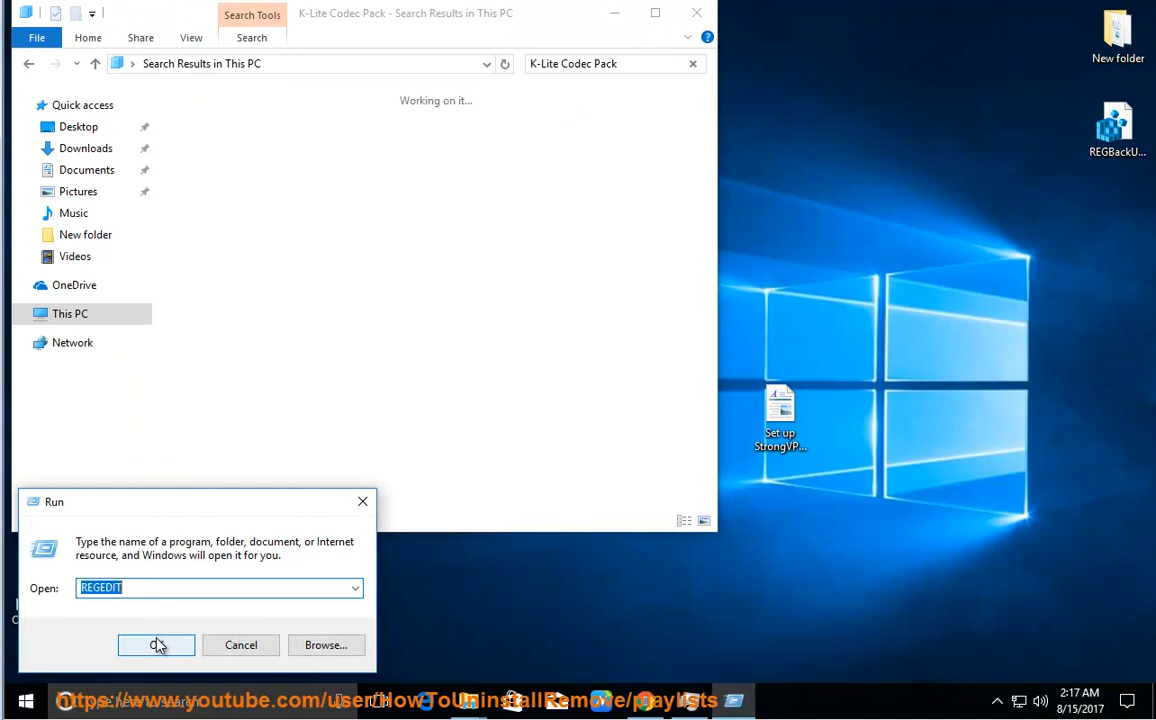 Search Tools
K-Lite Codec Pack - Search Results in This PC
File
Home
Share
View
Search
Search Results in This PC
K-Lite Codec Pack
Quick access
Desktop
Downloads
Documents
Pictures
Music
New folder
Videos
OneDrive
This PC
Network
Working on it...
New folder
REGBackU...
Set up
StrongVP...
Run
Type the name of a program, folder, document, or Internet
resource, and Windows will open it for you.
Open:
REGEDIT
Cancel
Browse...
Type here to search
https://www.youtube.com/user/HowToUninstallRemove/playlists
2:17 AM
8/15/2017